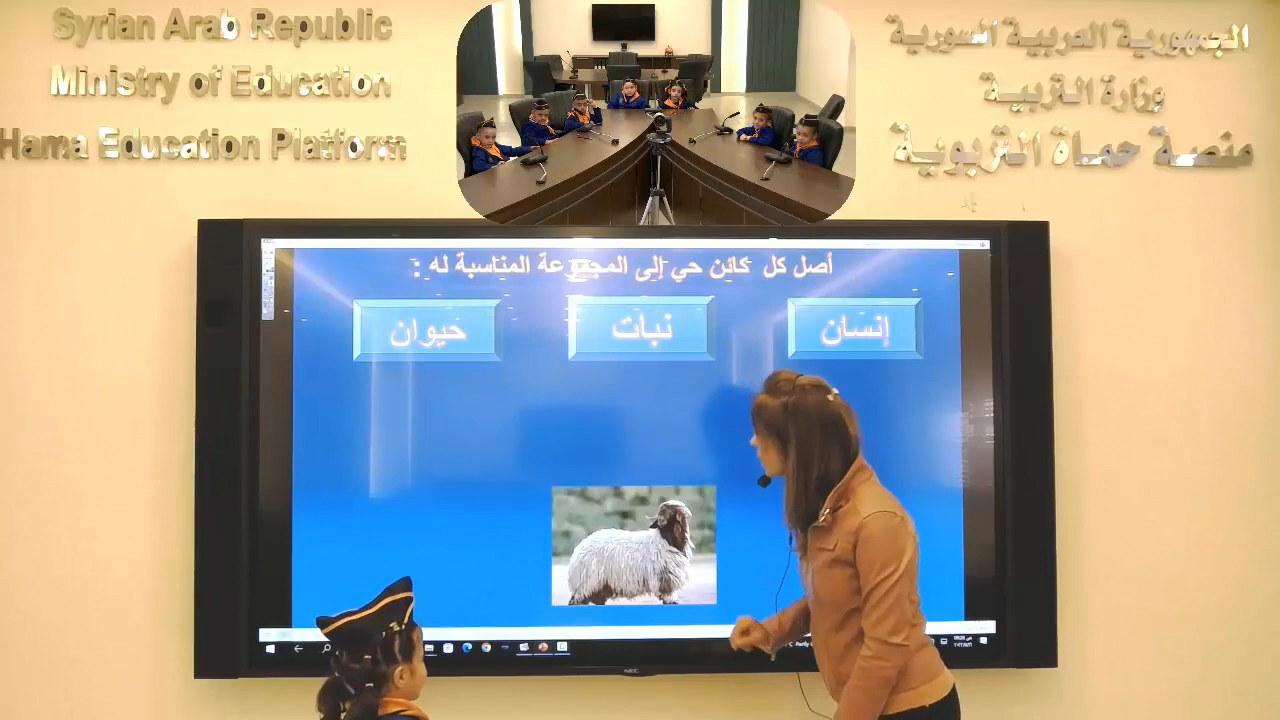 Syrian Arab Republic
Ministry of Education
Hama Education Platform
الجمهورية العربية السورية
وزارة التربية
منصة حماة التربوية
أصل كل كائن حي إلى المجموعة المناسبة له :
إنسان
نبات
حيوان